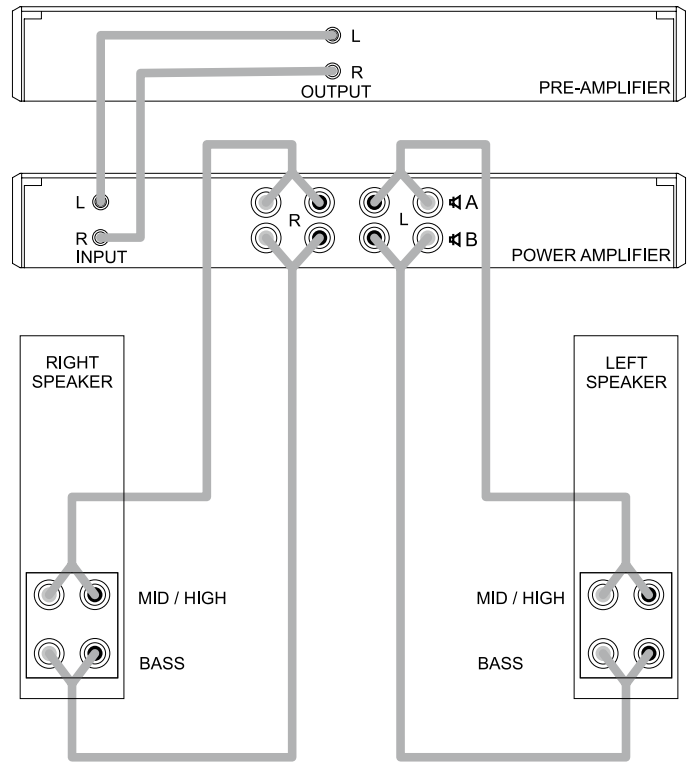 L
R
OUTPUT
PRE-AMPLIFIER
L
R
INPUT
R
L
A
B
POWER AMPLIFIER
RIGHT
SPEAKER
LEFT
SPEAKER
MID / HIGH
MID / HIGH
BASS
BASS